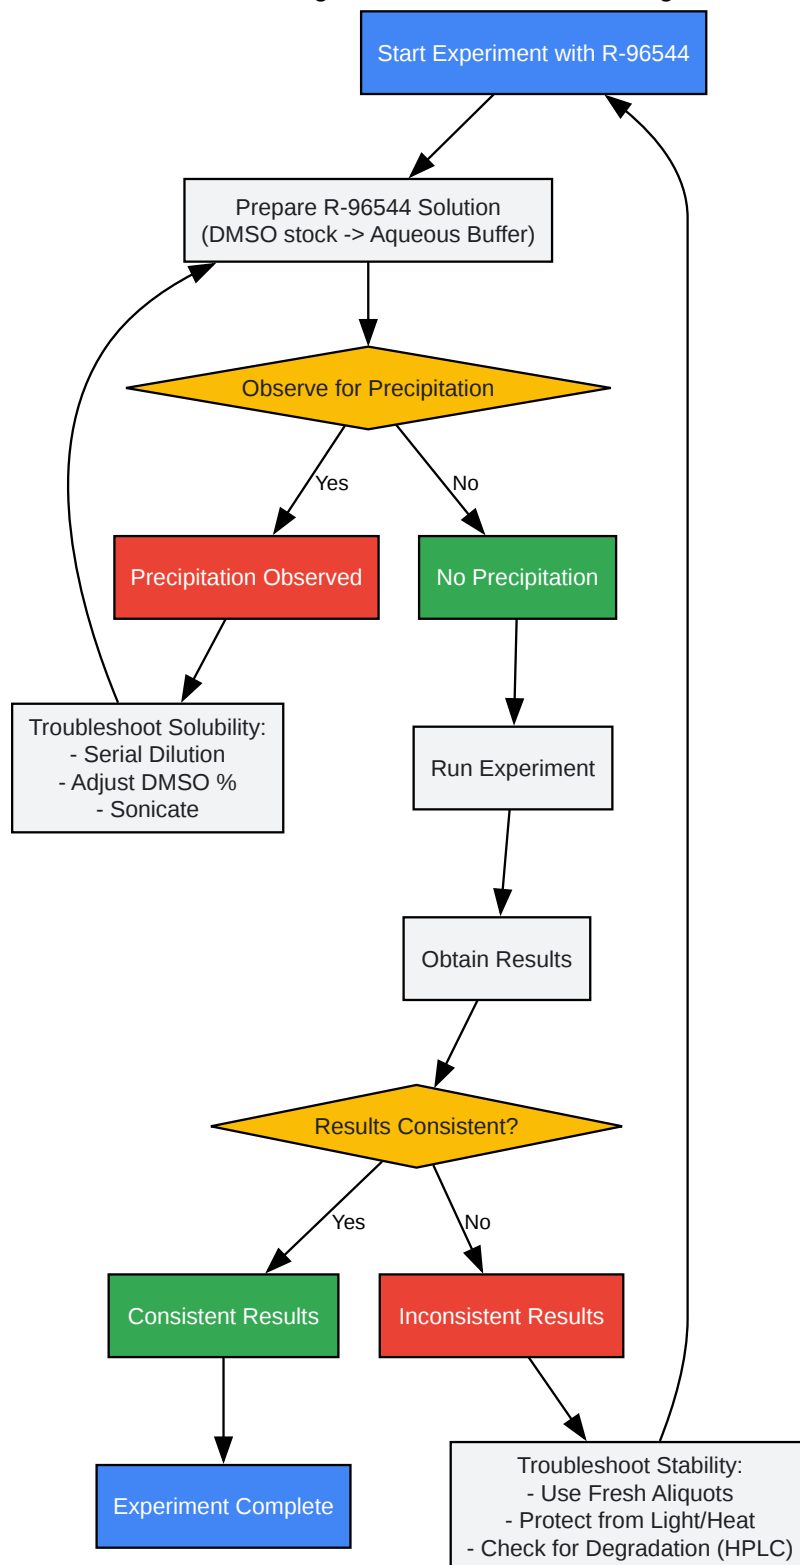 Start Experiment with R-96544
Prepare R-96544 Solution
(DMSO stock -> Aqueous Buffer)
Observe for Precipitation
Yes
No
Precipitation Observed
No Precipitation
Troubleshoot Solubility:
- Serial Dilution
- Adjust DMSO %
- Sonicate
Run Experiment
Obtain Results
Results Consistent?
Yes
No
Consistent Results
Inconsistent Results
Experiment Complete
Troubleshoot Stability:
- Use Fresh Aliquots
- Protect from Light/Heat
- Check for Degradation (HPLC)